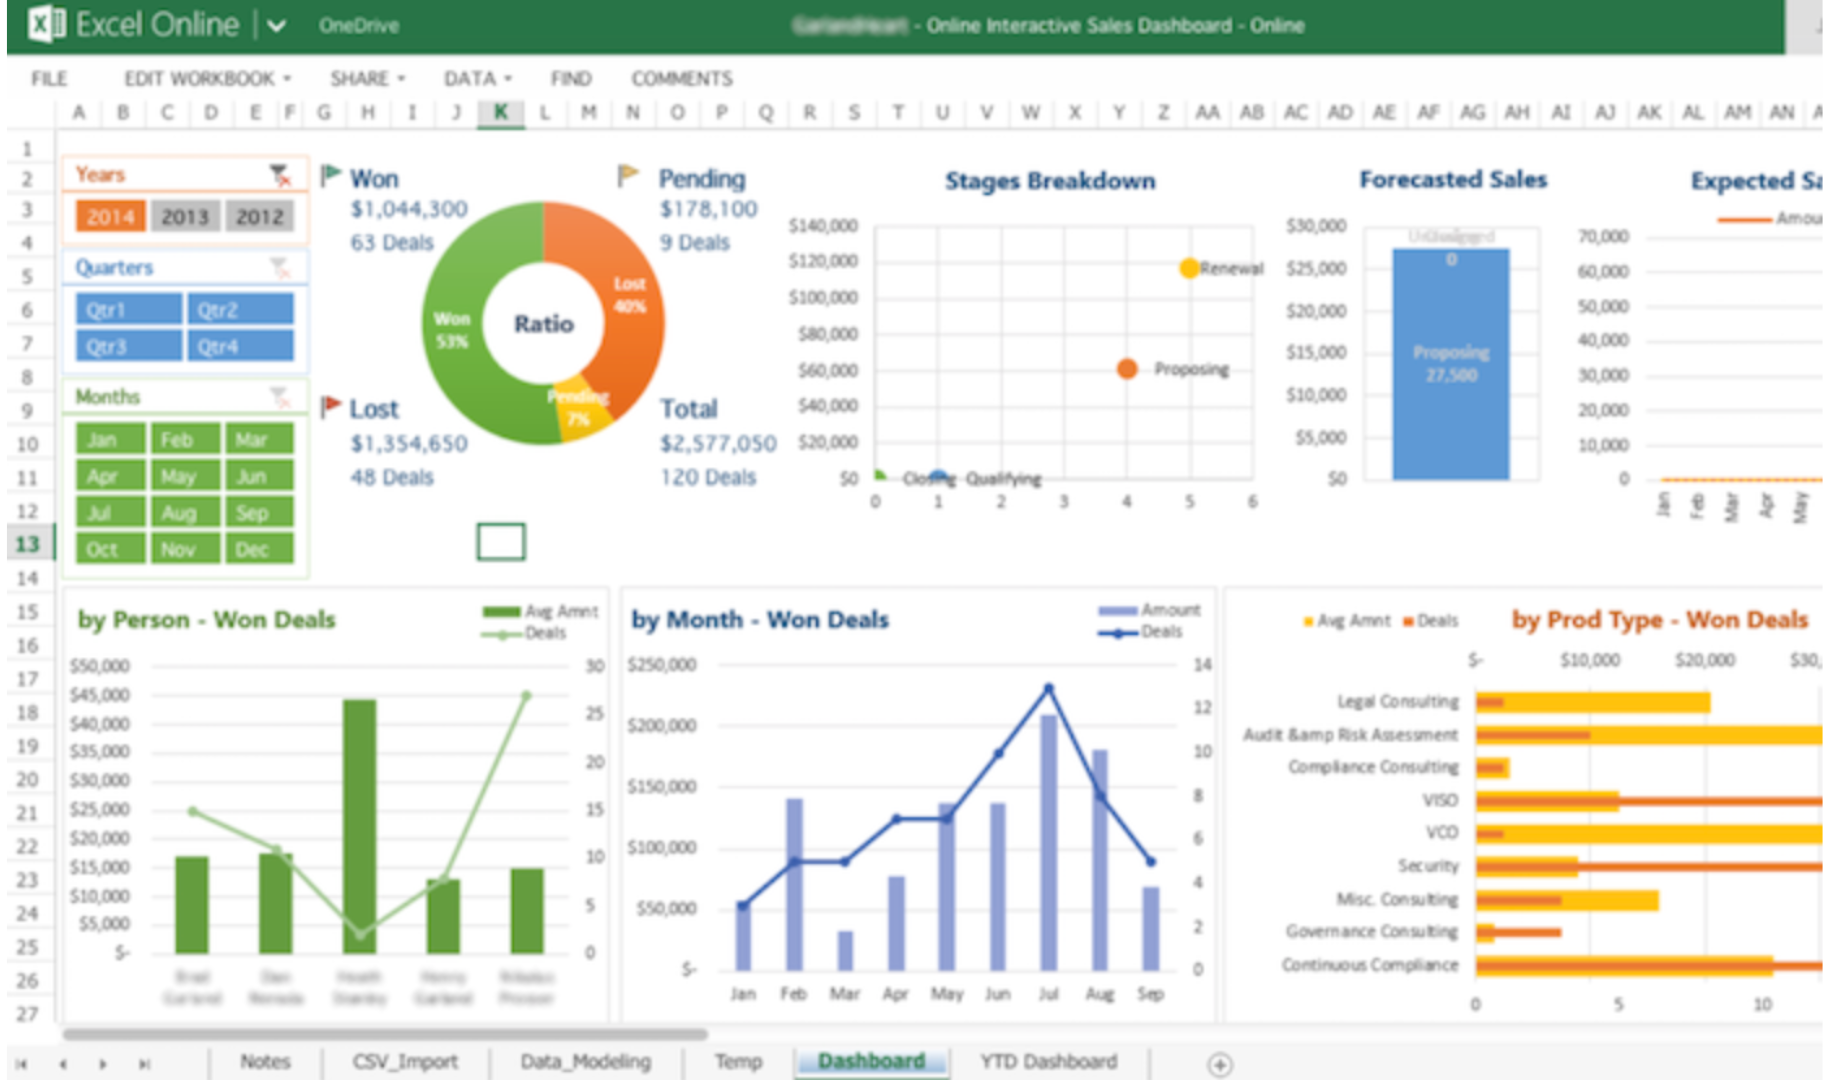 Excel Online | OneDrive
- Online Interactive Sales Dashboard - Online
FILE EDIT WORKBOOK SHARE DATA FIND COMMENTS
A B C D E F G H I J K L M N O P Q R S T U V W X Y Z AA AB AC AD AE AF AG AH AI AJ AK AL AM AN A
1
2
3
4
5
6
7
8
9
10
11
12
13
14
15
16
17
18
19
20
21
22
23
24
25
26
27
Years
2014 2013 2012
Quarters
Qtr1 Qtr2
Qtr3 Qtr4
Months
Jan Feb Mar
Apr May Jun
Jul Aug Sep
Oct Nov Dec
Won
$1,044,300
63 Deals
Pending
$178,100
9 Deals
Lost
40%
Won
53%
Ratio
Pending
7%
Lost
$1,354,650
48 Deals
Total
$2,577,050
120 Deals
Stages Breakdown
$140,000
$120,000
$100,000
$80,000
$60,000
$40,000
$20,000
$0
Renewal
Proposing
Closing Qualifying
0 1 2 3 4 5 6
Forecasted Sales
$30,000
$25,000
$20,000
$15,000
$10,000
$5,000
$0
0
Proposing
27,500
Expected Sa
Amou
70,000
60,000
50,000
40,000
30,000
20,000
10,000
0
Jan Feb Mar Apr May
by Person - Won Deals
Avg Amnt
Deals
$50,000
$45,000
$40,000
$35,000
$30,000
$25,000
$20,000
$15,000
$10,000
$5,000
$-
30
25
20
15
10
5
0
by Month - Won Deals
Amount
Deals
$250,000
$200,000
$150,000
$100,000
$50,000
$-
14
12
10
8
6
4
2
0
Jan Feb Mar Apr May Jun Jul Aug Sep
Avg Amnt Deals
by Prod Type - Won Deals
$- $10,000 $20,000 $30,
Legal Consulting
Audit &amp Risk Assessment
Compliance Consulting
VISO
VCO
Security
Misc. Consulting
Governance Consulting
Continuous Compliance
0 5 10
Notes CSV_Import Data_Modeling Temp Dashboard YTD Dashboard